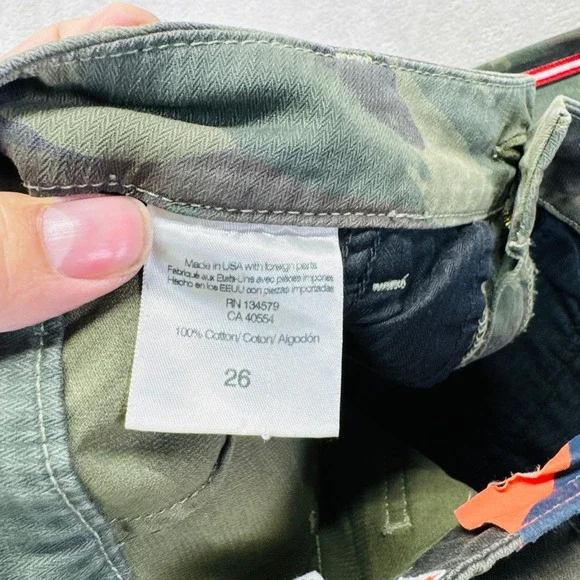 Made in USA with foreign parts
Fabriqué aux États-Unis avec pièces importées
Hecho en los EEUU con piezas importadas
RN 134579
CA 40554
100% Cotton/ Coton/ Algodón
26